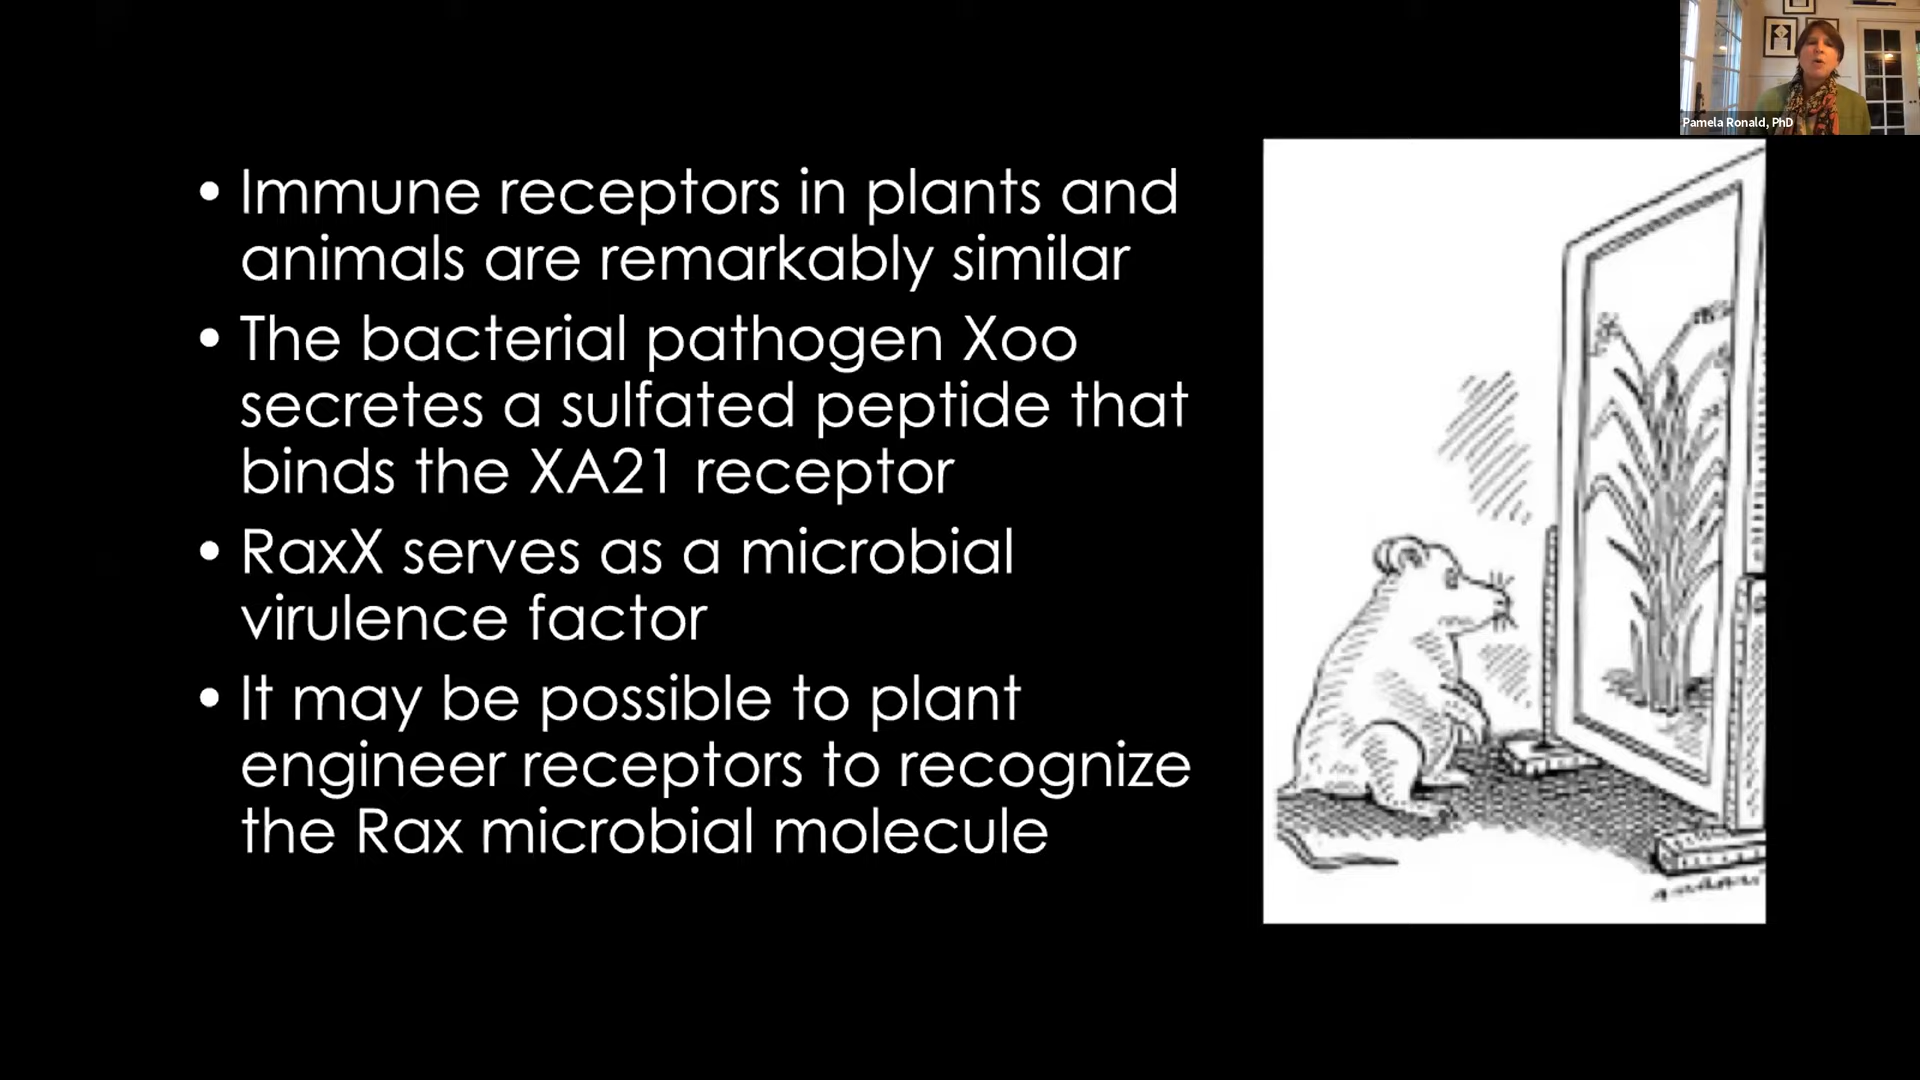 Pamela Ronald, PhD
• Immune receptors in plants and
animals are remarkably similar
• The bacterial pathogen Xoo
secretes a sulfated peptide that
binds the XA21 receptor
• RaxX serves as a microbial
virulence factor
• It may be possible to plant
engineer receptors to recognize
the Rax microbial molecule